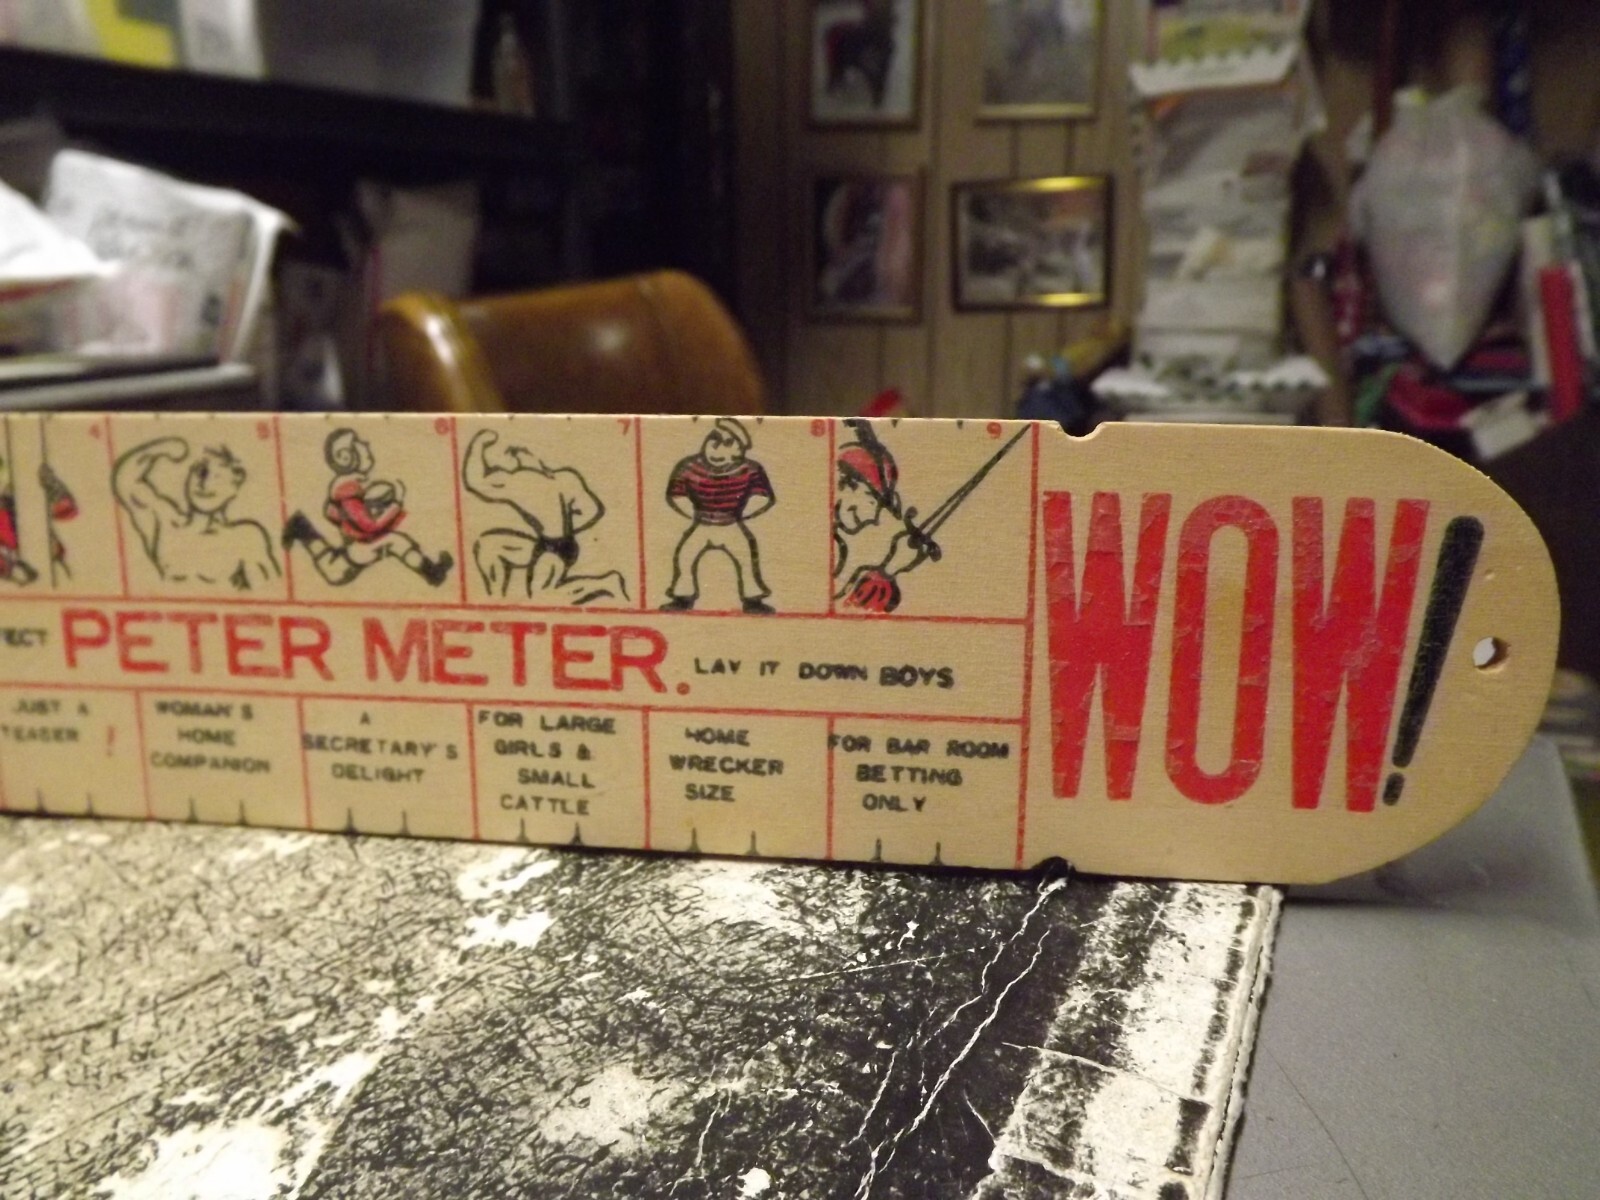 4 5 6 7 8 9
PETER METER. LAY IT DOWN BOYS
JUST A
TEASER !
WOMAN'S
HOME
COMPANION
A
SECRETARY'S
DELIGHT
FOR LARGE
GIRLS &
SMALL
CATTLE
HOME
WRECKER
SIZE
FOR BAR ROOM
BETTING
ONLY
WOW!